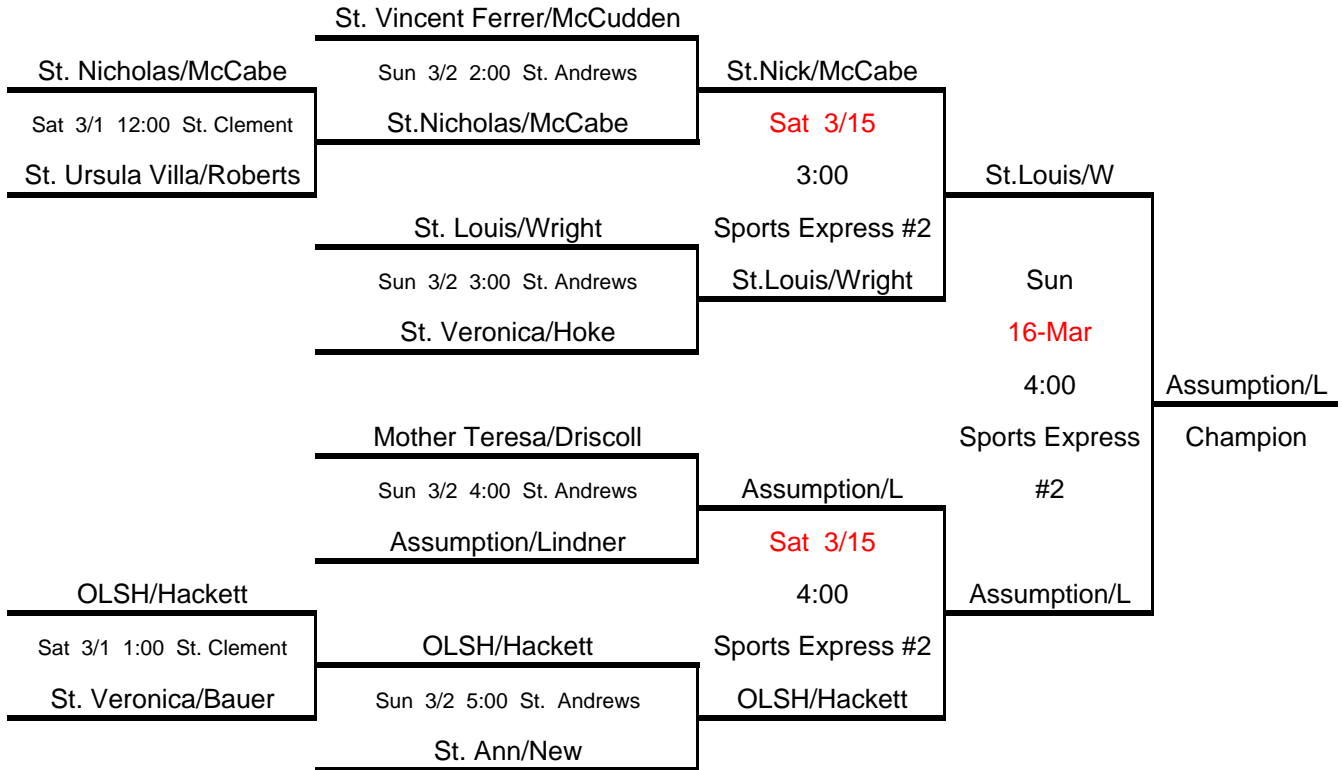 St. Vincent Ferrer/McCudden
St. Nicholas/McCabe
Sun 3/2 2:00 St. Andrews
St.Nick/McCabe
Sat 3/1 12:00 St. Clement
St.Nicholas/McCabe
Sat 3/15
St. Ursula Villa/Roberts
3:00
St.Louis/W
St. Louis/Wright
Sports Express #2
Sun 3/2 3:00 St. Andrews
St.Louis/Wright
Sun
St. Veronica/Hoke
16-Mar
4:00
Assumption/L
Mother Teresa/Driscoll
Sports Express
Champion
Sun 3/2 4:00 St. Andrews
Assumption/L
#2
Assumption/Lindner
Sat 3/15
OLSH/Hackett
4:00
Assumption/L
Sat 3/1 1:00 St. Clement
OLSH/Hackett
Sports Express #2
St. Veronica/Bauer
Sun 3/2 5:00 St. Andrews
OLSH/Hackett
St. Ann/New